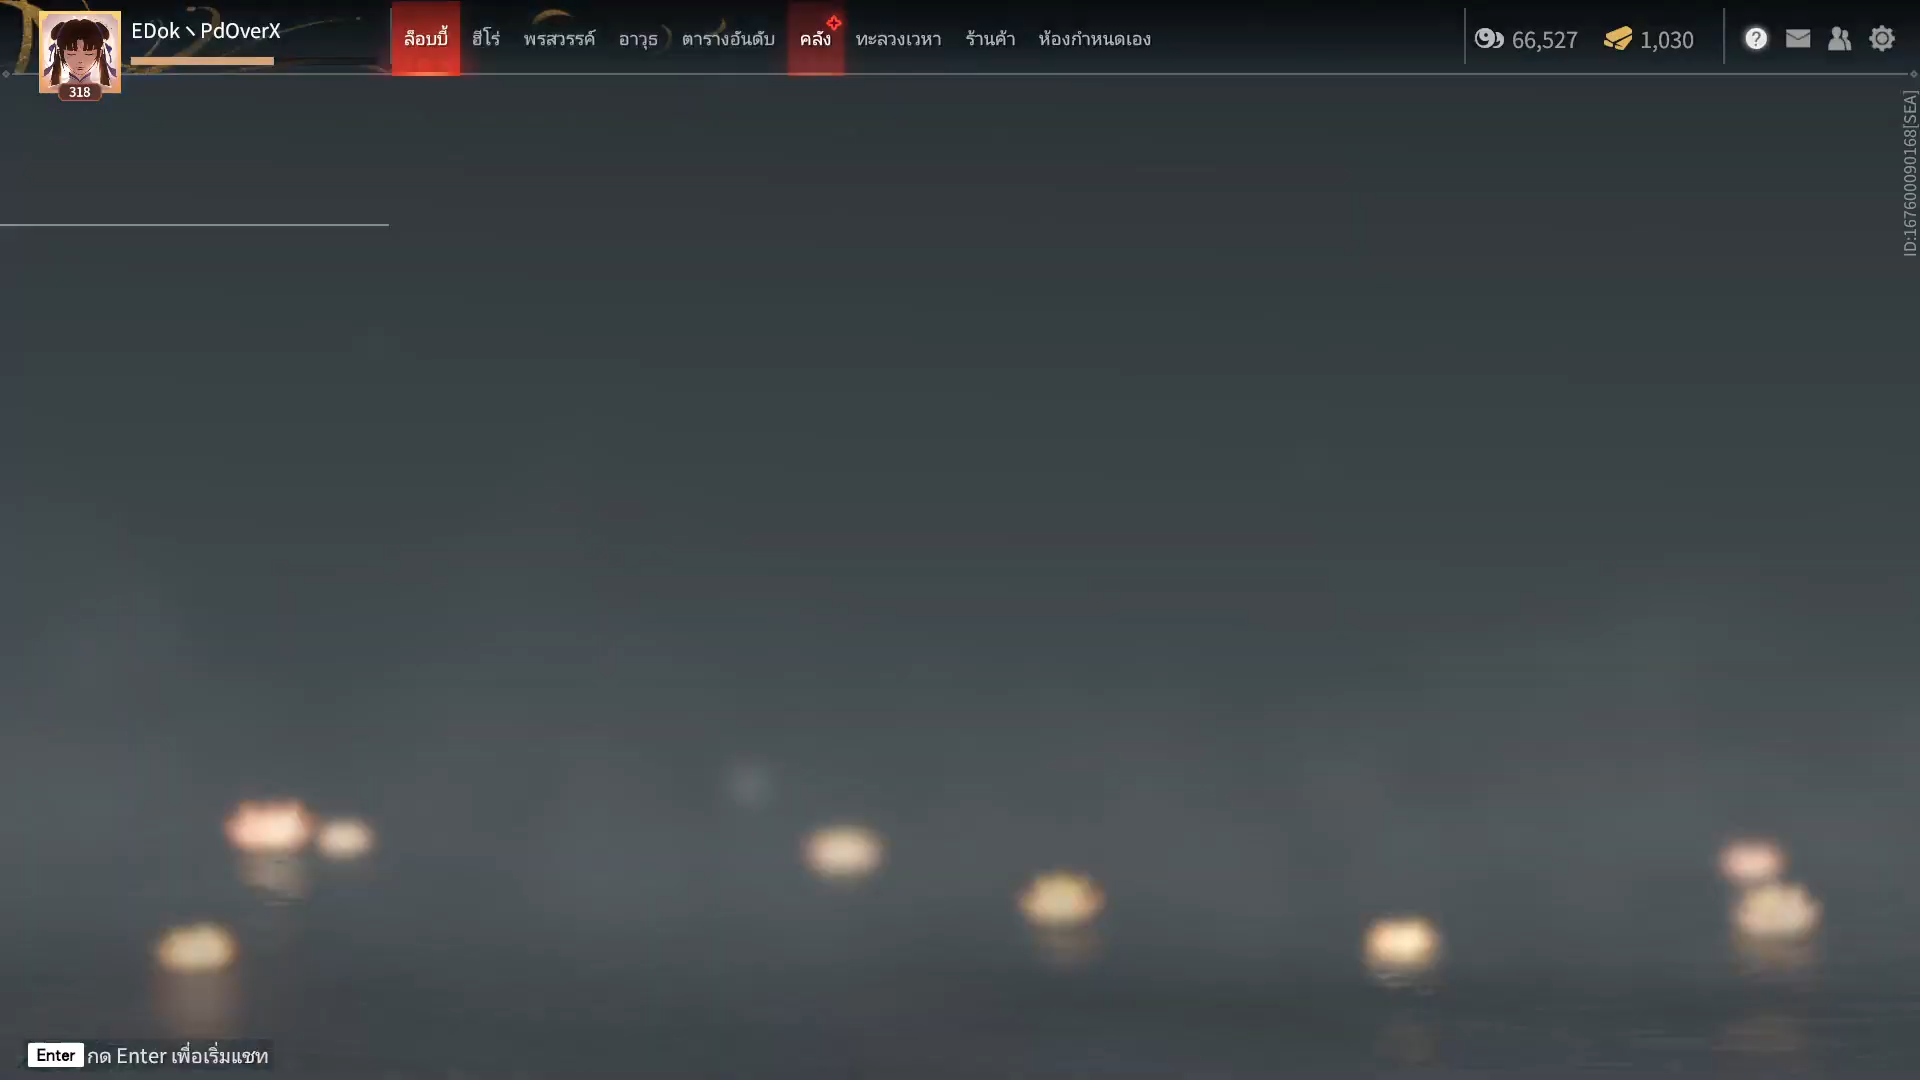 EDok丶PdOverX
318
ล็อบบี้ ฮีโร่ พรสวรรค์ อาวุธ ตารางอันดับ คลัง ทะลวงเวหา ร้านค้า ห้องกำหนดเอง
66,527 1,030
ID:167600090168[SEA]
Enter กด Enter เพื่อเริ่มแชท